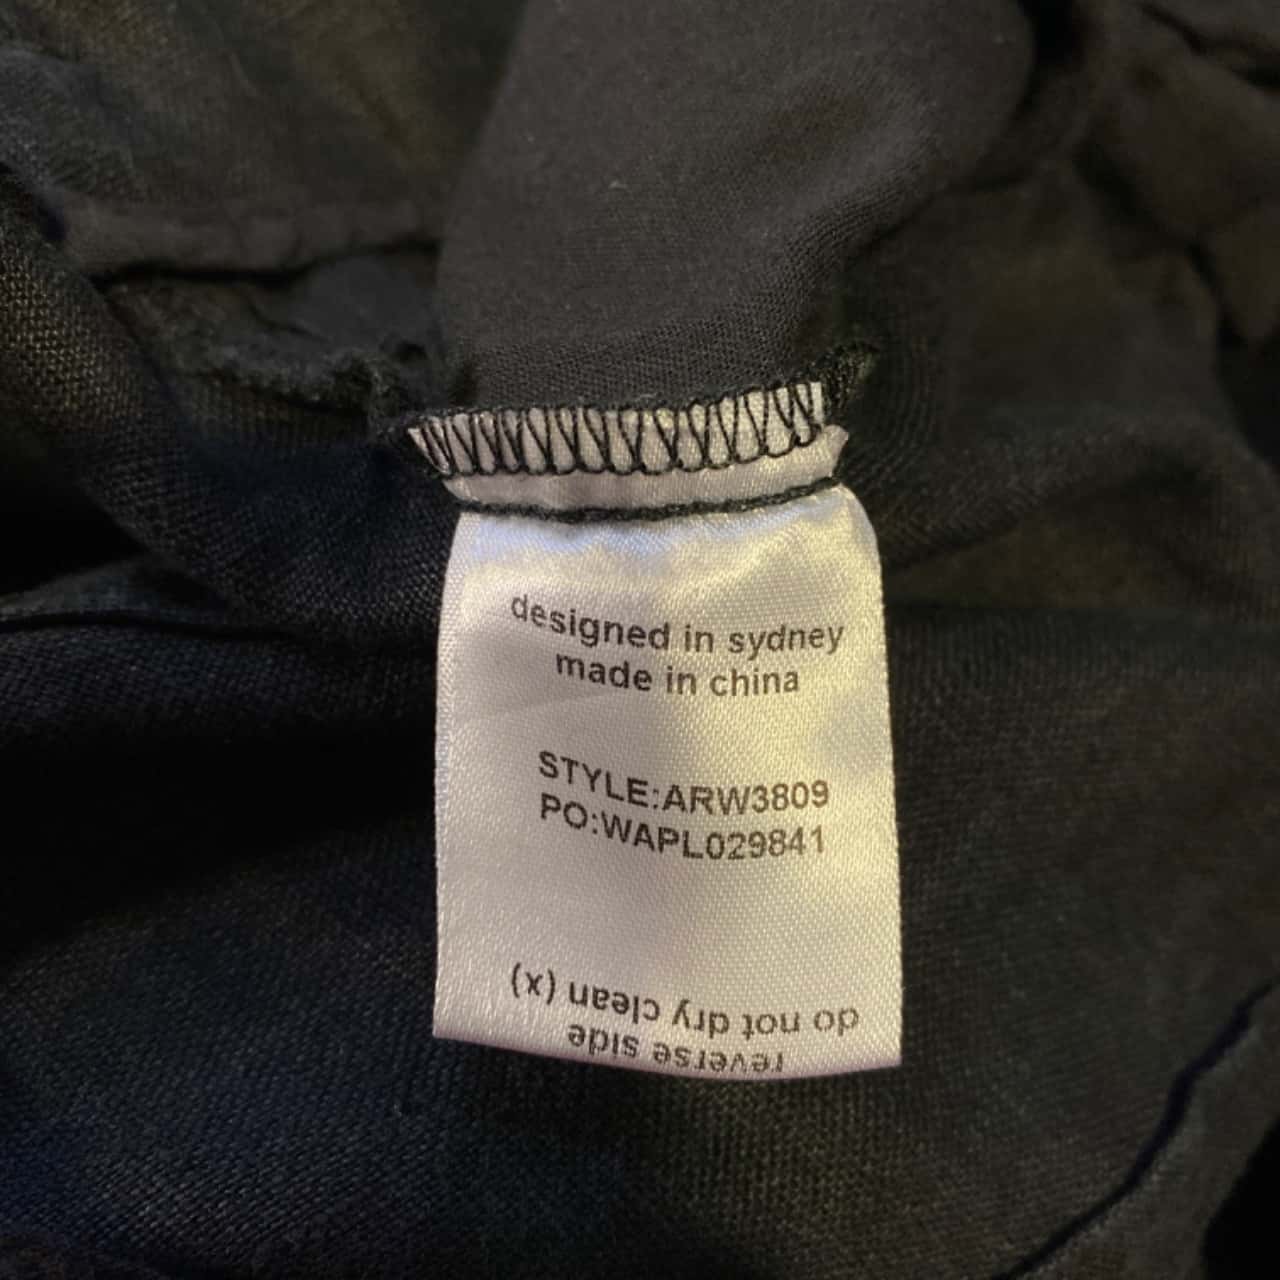 designed in sydney
made in china
STYLE:ARW3809
PO:WAPL029841
reverse side
do not dry clean (x)